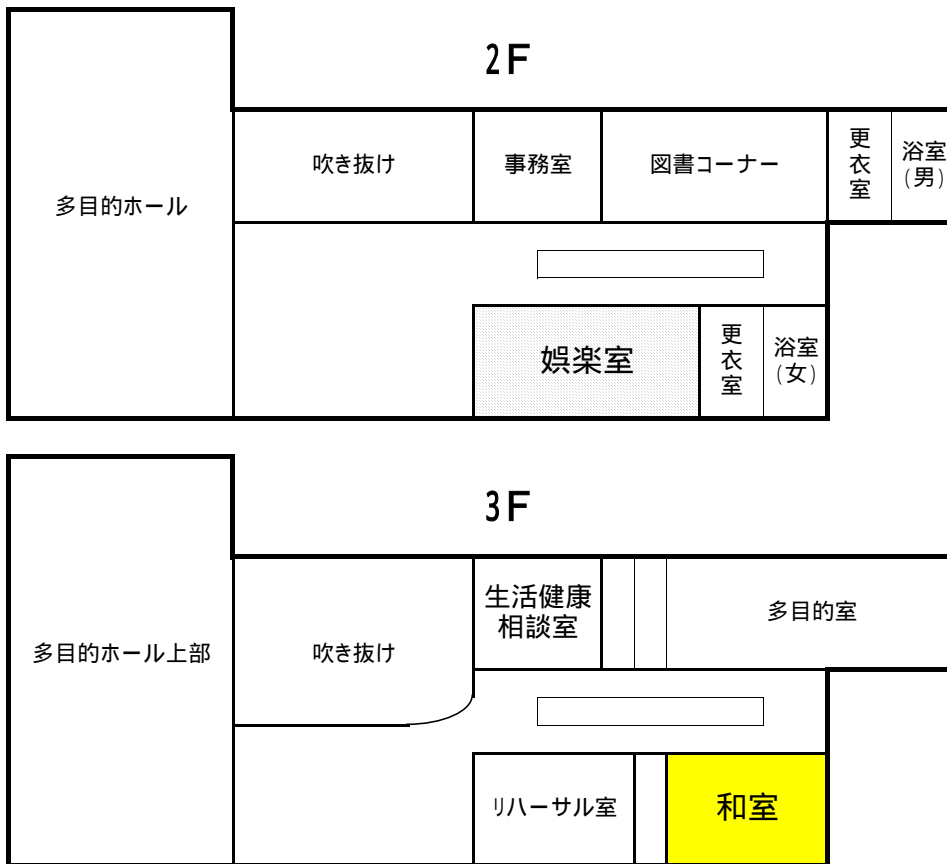 2F
吹き抜け
事務室
図書コーナー
更衣室
浴室
(男)
多目的ホール
娯楽室
更衣室
浴室
(女)
3F
生活健康
相談室
多目的室
多目的ホール上部
吹き抜け
リハーサル室
和室